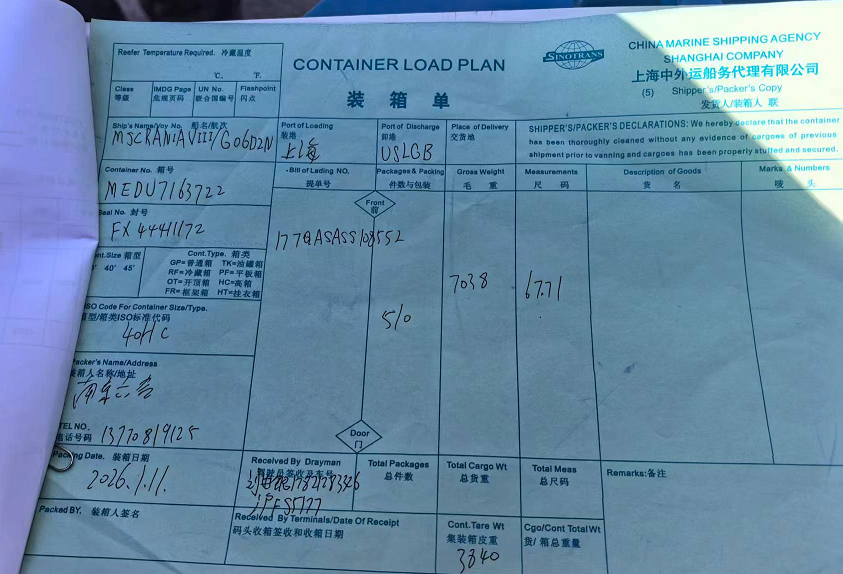 Reefer Temperature Required. 冷藏温度
℃. ℉.
Class 等级
IMDG Page 危规页码
UN No. 联合国编号
Flashpoint 闪点
CONTAINER LOAD PLAN
装 箱 单
SINOTRANS
CHINA MARINE SHIPPING AGENCY
SHANGHAI COMPANY
上海中外运船务代理有限公司
(5) Shipper's/Packer's Copy
发货人/装箱人 联
Ship's Name/Voy No. 船名/航次
MSCRANIAVIII/G06D2N
Port of Loading 装港
上海
Port of Discharge 卸港
USLGB
Place of Delivery 交货地
SHIPPER'S/PACKER'S DECLARATIONS: We hereby declare that the container
has been thoroughly cleaned without any evidence of cargoes of previous
shipment prior to vanning and cargoes has been properly stuffed and secured.
Container No. 箱号
MEDU7163722
Seal No. 封号
FX44411172
Bill of Lading NO. 提单号
Packages & Packing 件数与包装
Gross Weight 毛 重
Measurements 尺 码
Description of Goods 货 名
Marks & Numbers 唛 头
Front 前
177GASASS108552
510
7038
67.71
ont.Size 箱型
40' 45'
Cont.Type. 箱类
GP=普通箱 TK=油罐箱
RF=冷藏箱 PF=平板箱
OT=开顶箱 HC=高箱
FR=框架箱 HT=挂衣箱
ISO Code For Container Size/Type.
箱型/箱类ISO标准代码
40HC
Packer's Name/Address
装箱人名称/地址
TEL NO.
电话号码 13770819125
Door 门
Packing Date. 装箱日期
2026.1.11.
Received By Drayman
驾驶员签收及车号
Total Packages 总件数
Total Cargo Wt 总货重
Total Meas 总尺码
Remarks:备注
Packed BY. 装箱人签名
Received By Terminals/Date Of Receipt
码头收箱签收和收箱日期
Cont.Tare Wt 集装箱皮重
3840
Cgo/Cont Total Wt 货/箱总重量